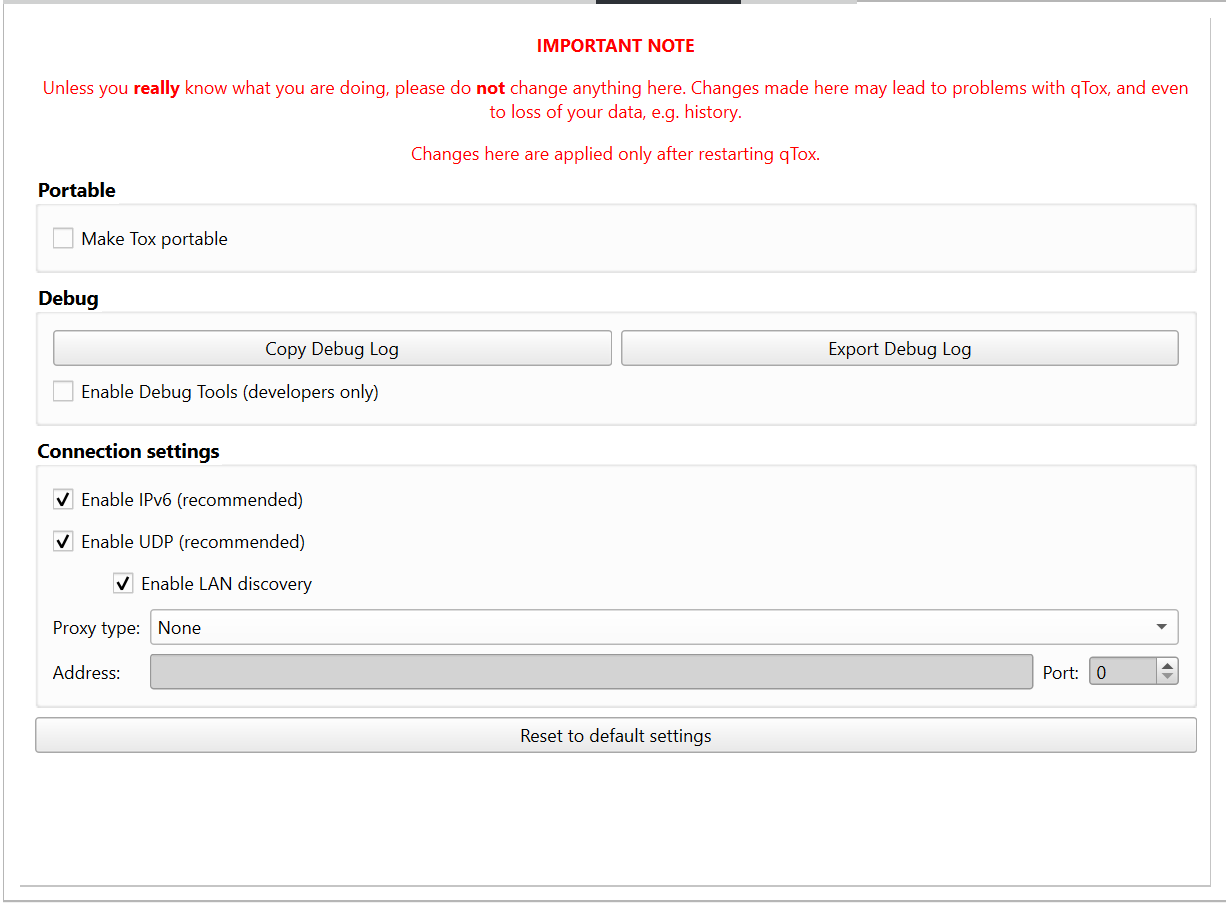 IMPORTANT NOTE
Unless you really know what you are doing, please do not change anything here. Changes made here may lead to problems with qTox, and even
to loss of your data, e.g. history.
Changes here are applied only after restarting qTox.
Portable
Make Tox portable
Debug
Copy Debug Log Export Debug Log
Enable Debug Tools (developers only)
Connection settings
Enable IPv6 (recommended)
Enable UDP (recommended)
Enable LAN discovery
Proxy type: None
Address: Port: 0
Reset to default settings